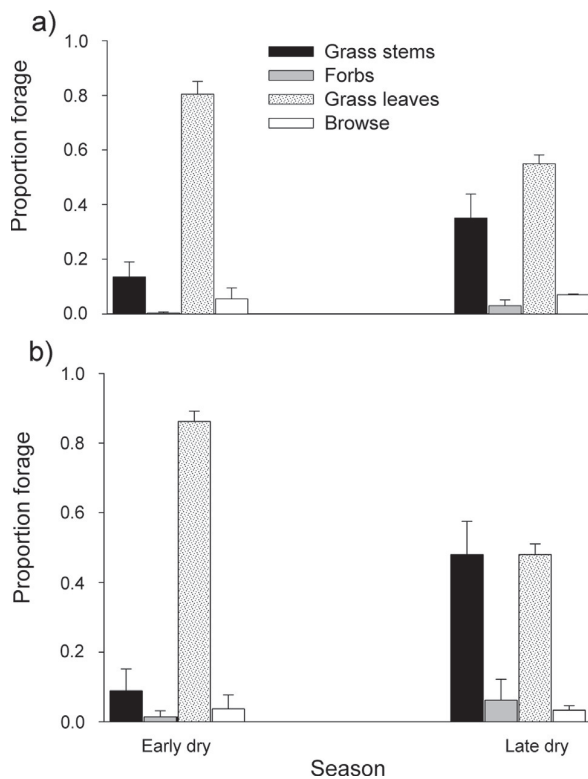 a)
1.0
0.8
0.6
0.4
0.2
0.0
Proportion forage
Grass stems
Forbs
Grass leaves
Browse
b)
1.0
0.8
0.6
0.4
0.2
0.0
Proportion forage
Early dry
Late dry
Season